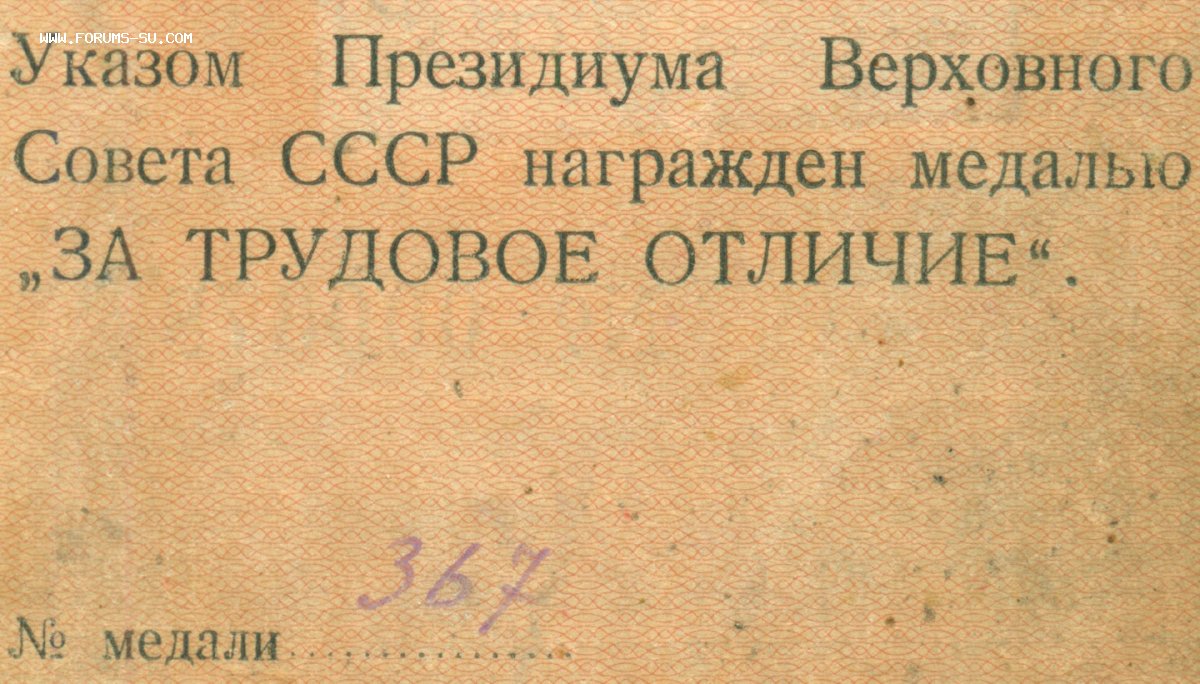 WWW.FORUMS-SU.COM
Указом Президиума Верховного
Совета СССР награжден медалью
„ЗА ТРУДОВОЕ ОТЛИЧИЕ“.
367
№ медали................